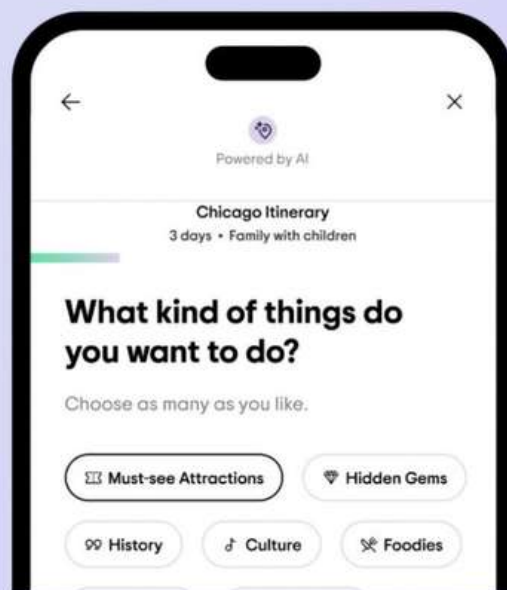 Powered by AI
Chicago Itinerary
3 days • Family with children
What kind of things do
you want to do?
Choose as many as you like.
Must-see Attractions
Hidden Gems
History
Culture
Foodies